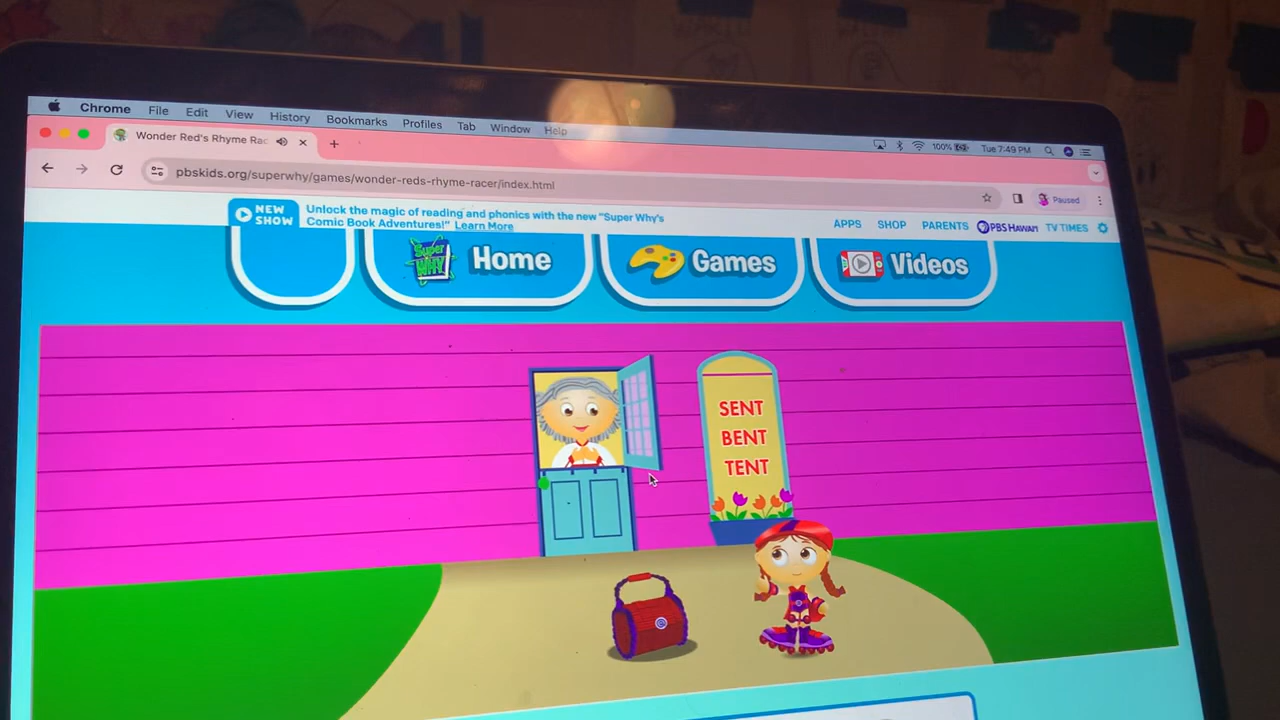 Chrome File Edit View History Bookmarks Profiles Tab Window Help
100% Tue 7:49 PM
Wonder Red's Rhyme Rac
pbskids.org/superwhy/games/wonder-reds-rhyme-racer/index.html
Paused
NEW SHOW
Unlock the magic of reading and phonics with the new "Super Why's
Comic Book Adventures!" Learn More
APPS SHOP PARENTS PBS HAWAI'I TV TIMES
Super WHY! Home Games Videos
SENT
BENT
TENT